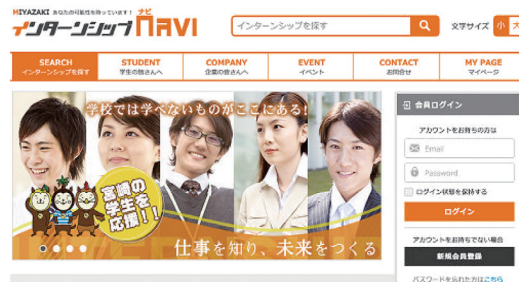 MIYAZAKI あなたの可能性を待っています! ナビ
インターンシップNAVI
インターンシップを探す
文字サイズ 小 大
SEARCH
インターンシップを探す
STUDENT
学生の皆さんへ
COMPANY
企業の皆さんへ
EVENT
イベント
CONTACT
お問合せ
MY PAGE
マイページ
学校では学べないものがここにある!
宮崎の
学生を
応援!!
仕事を知り、未来をつくる
会員ログイン
アカウントをお持ちの方は
Email
Password
ログイン状態を保持する
ログイン
アカウントをお持ちでない場合
新規会員登録
パスワードを忘れた方はこちら